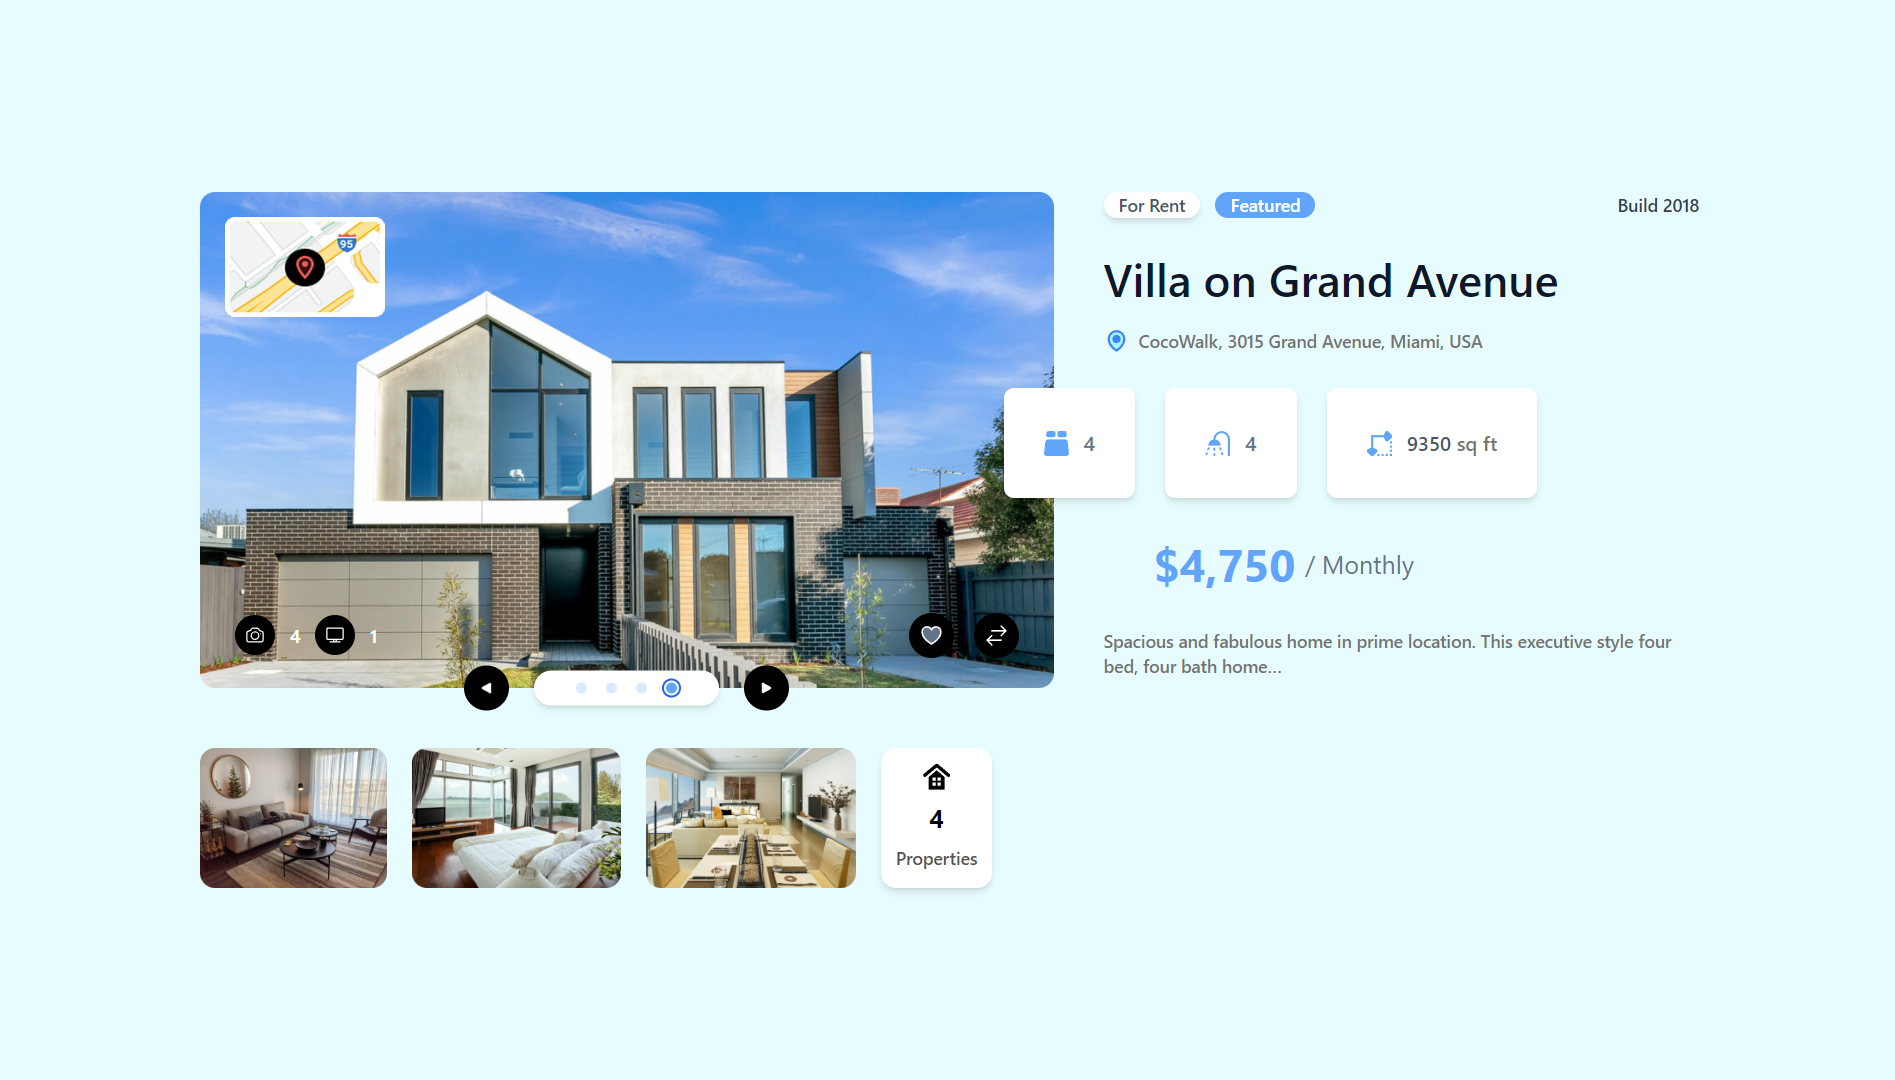 95
4
1
For Rent
Featured
Build 2018
Villa on Grand Avenue
CocoWalk, 3015 Grand Avenue, Miami, USA
4
4
9350 sq ft
$4,750 / Monthly
Spacious and fabulous home in prime location. This executive style four
bed, four bath home...
4
Properties